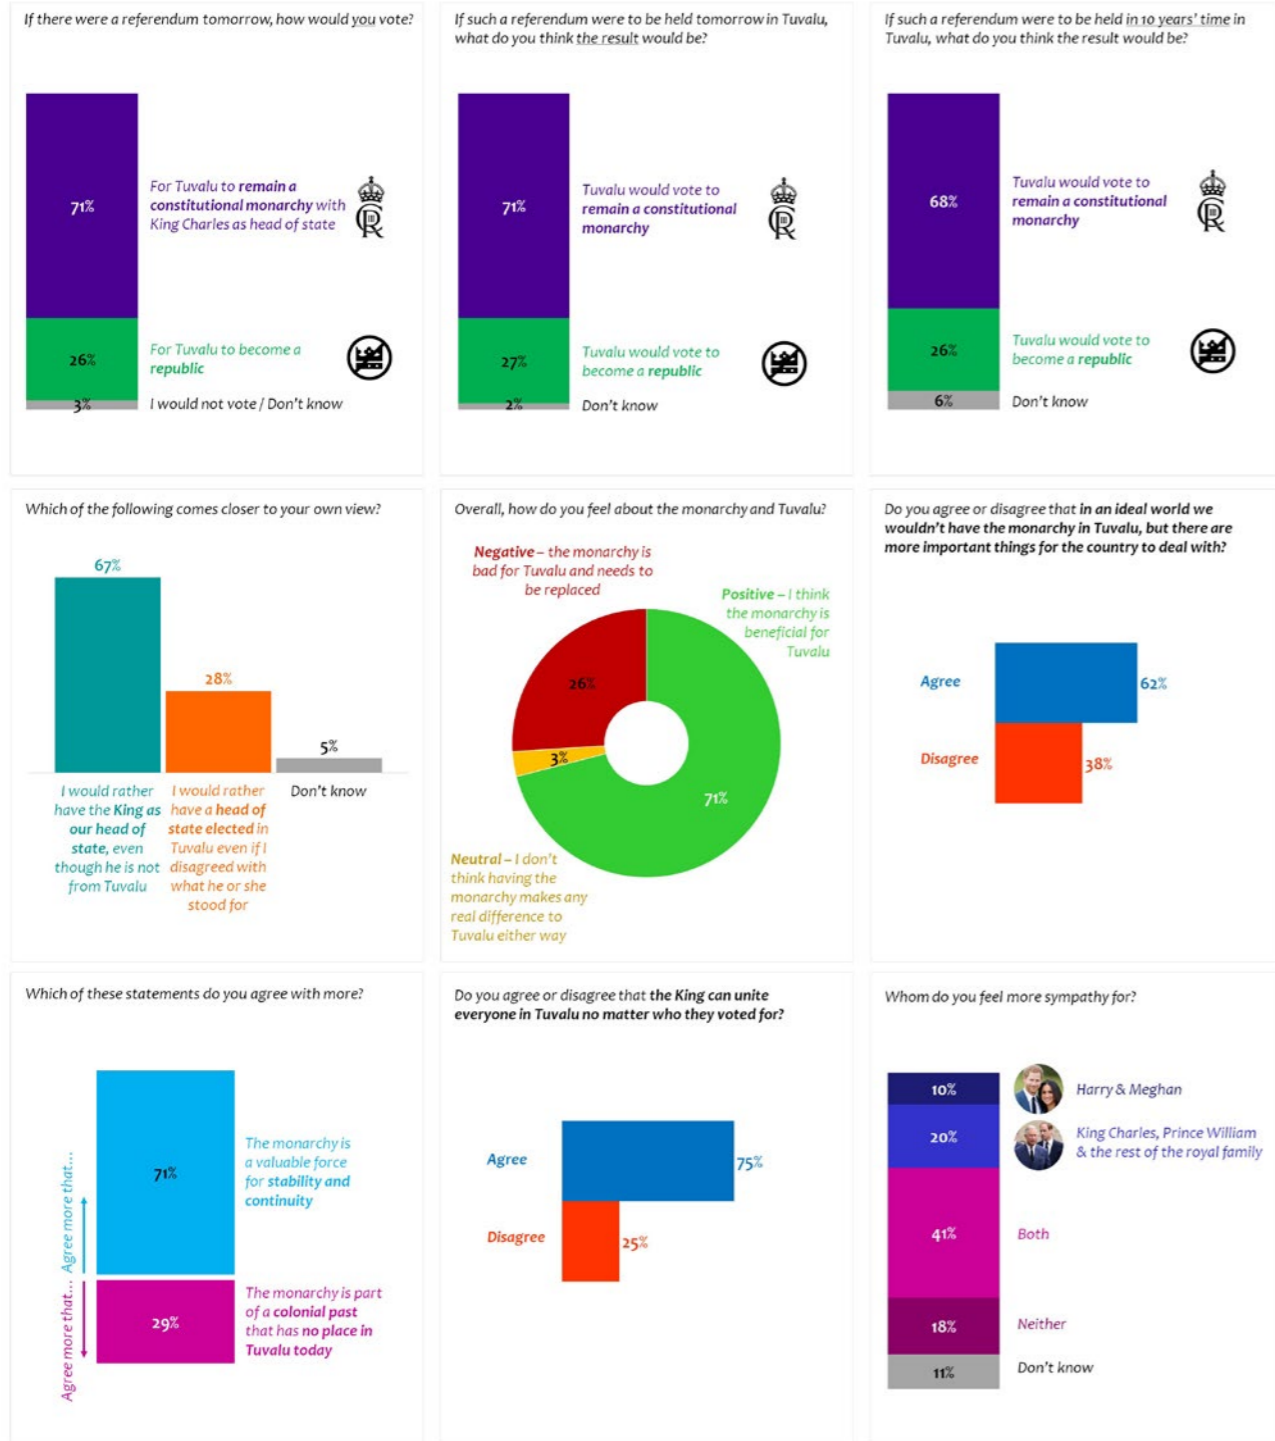 If there were a referendum tomorrow, how would you vote?
71%
For Tuvalu to remain a
constitutional monarchy with
King Charles as head of state
26%
For Tuvalu to become a
republic
3%
I would not vote / Don't know
If such a referendum were to be held tomorrow in Tuvalu,
what do you think the result would be?
71%
Tuvalu would vote to
remain a constitutional
monarchy
27%
Tuvalu would vote to
become a republic
2%
Don't know
If such a referendum were to be held in 10 years' time in
Tuvalu, what do you think the result would be?
68%
Tuvalu would vote to
remain a constitutional
monarchy
26%
Tuvalu would vote to
become a republic
6%
Don't know
Which of the following comes closer to your own view?
67%
28%
5%
I would rather
have the King as
our head of
state, even
though he is not
from Tuvalu
I would rather
have a head of
state elected in
Tuvalu even if I
disagreed with
what he or she
stood for
Don't know
Overall, how do you feel about the monarchy and Tuvalu?
Negative – the monarchy is
bad for Tuvalu and needs to
be replaced
Positive – I think
the monarchy is
beneficial for
Tuvalu
26%
3%
71%
Neutral – I don't
think having the
monarchy makes any
real difference to
Tuvalu either way
Do you agree or disagree that in an ideal world we
wouldn't have the monarchy in Tuvalu, but there are
more important things for the country to deal with?
Agree
62%
Disagree
38%
Which of these statements do you agree with more?
Agree more that...
71%
The monarchy is
a valuable force
for stability and
continuity
Agree more that...
29%
The monarchy is part
of a colonial past
that has no place in
Tuvalu today
Do you agree or disagree that the King can unite
everyone in Tuvalu no matter who they voted for?
Agree
75%
Disagree
25%
Whom do you feel more sympathy for?
10%
Harry & Meghan
20%
King Charles, Prince William
& the rest of the royal family
41%
Both
18%
Neither
11%
Don't know